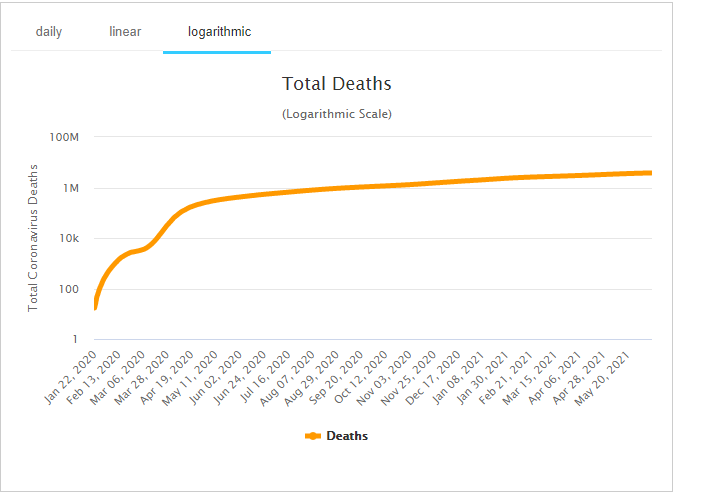 daily linear logarithmic
Total Deaths
(Logarithmic Scale)
Total Coronavirus Deaths
100M
1M
10k
100
1
Jan 22, 2020
Feb 13, 2020
Mar 06, 2020
Mar 28, 2020
Apr 19, 2020
May 11, 2020
Jun 02, 2020
Jun 24, 2020
Jul 16, 2020
Aug 07, 2020
Aug 29, 2020
Sep 20, 2020
Oct 12, 2020
Nov 03, 2020
Nov 25, 2020
Dec 17, 2020
Jan 08, 2021
Jan 30, 2021
Feb 21, 2021
Mar 15, 2021
Apr 06, 2021
Apr 28, 2021
May 20, 2021
Deaths